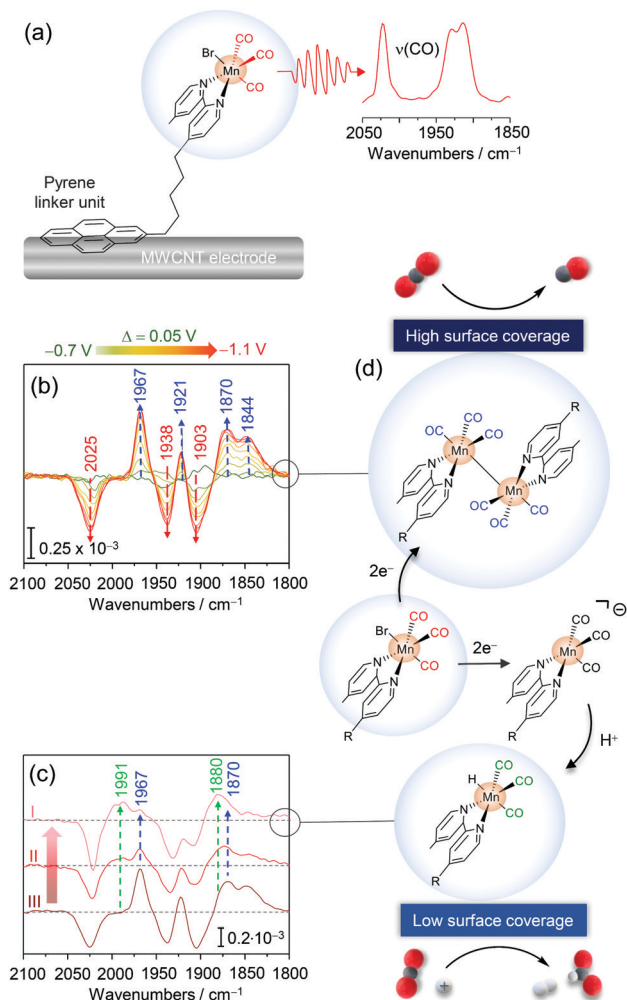 (a)
CO
Br
CO
Mn
N
CO
N
ν(CO)
2050 1950 1850
Wavenumbers / cm⁻¹
Pyrene
linker unit
MWCNT electrode
High surface coverage
Δ = 0.05 V
−0.7 V
−1.1 V
(b)
2025
1967
1938
1921
1903
1870
1844
0.25 x 10⁻³
2100 2050 2000 1950 1900 1850 1800
Wavenumbers / cm⁻¹
(d)
OC
CO
R
Mn
CO
N
N
N
N
Mn
OC
R
OC
CO
2e⁻
CO
Br
CO
Mn
N
CO
N
R
2e⁻
⊖
CO
CO
Mn
N
CO
N
R
H⁺
(c)
1991
1967
1880
1870
I
II
III
0.2·10⁻³
2100 2050 2000 1950 1900 1850 1800
Wavenumbers / cm⁻¹
CO
H
CO
Mn
N
CO
N
R
Low surface coverage
+